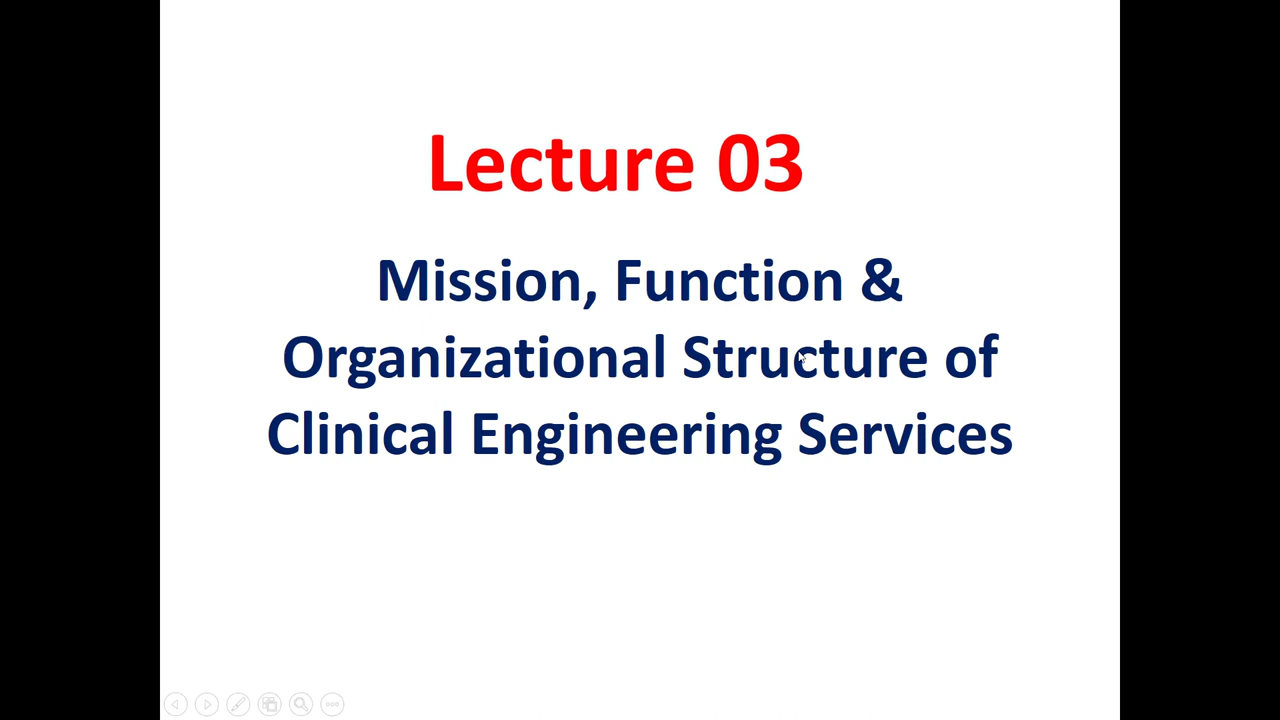 Lecture 03
Mission, Function &
Organizational Structure of
Clinical Engineering Services